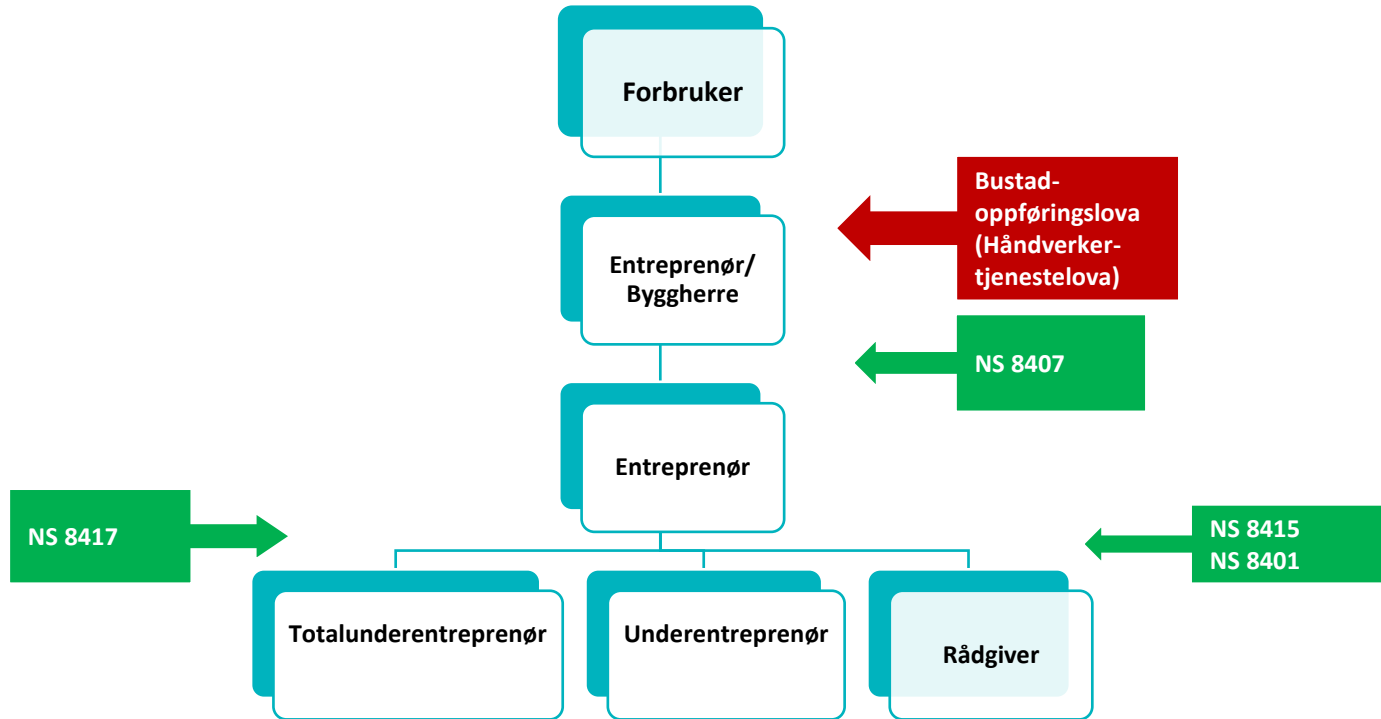 Forbruker
Bustad-
oppføringslova
(Håndverker-
tjenestelova)
Entreprenør/
Byggherre
NS 8407
Entreprenør
NS 8417
NS 8415
NS 8401
Totalunderentreprenør
Underentreprenør
Rådgiver